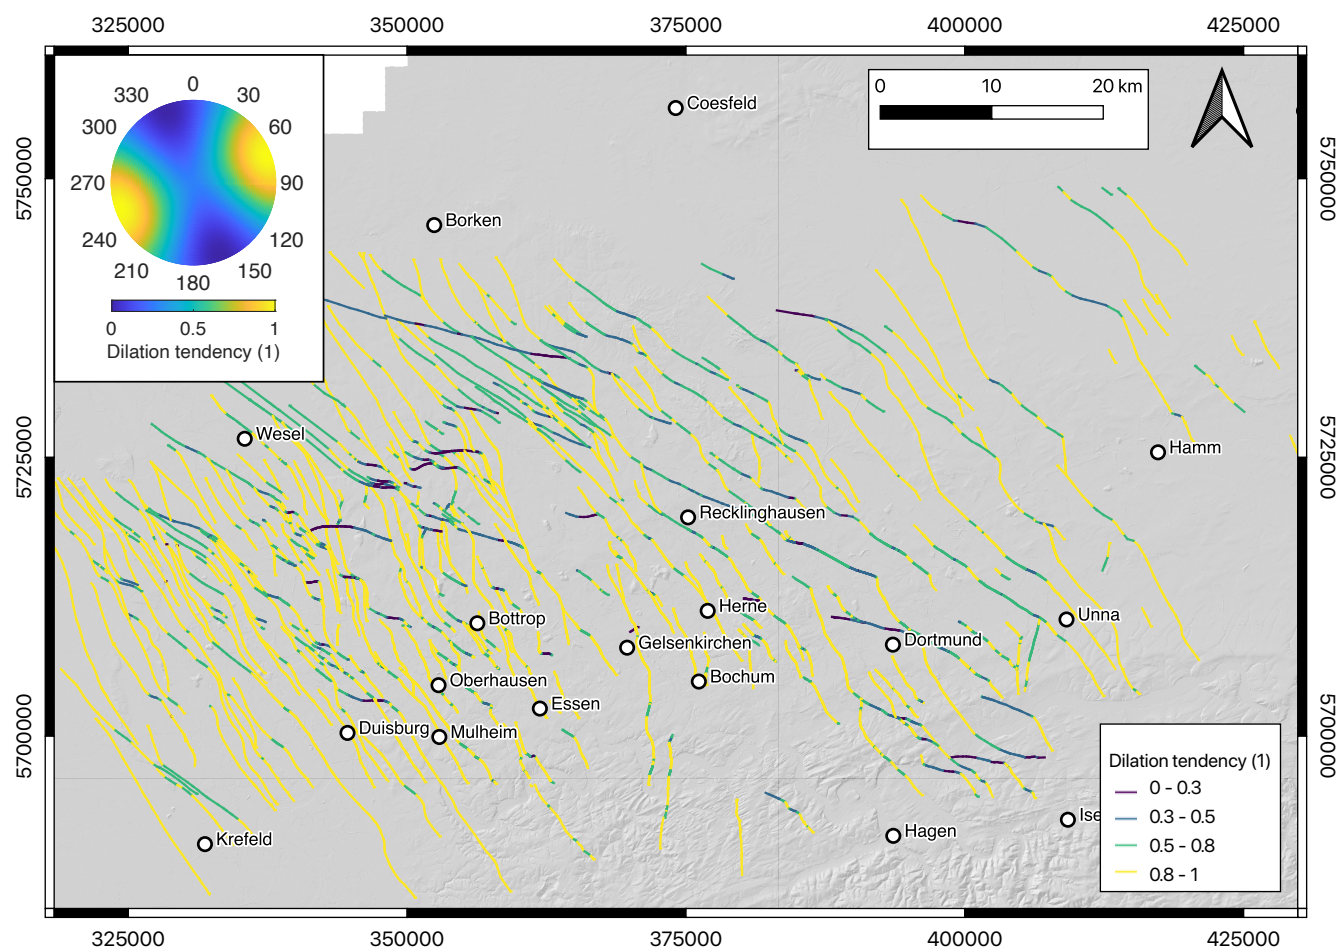 325000 350000 375000 400000 425000
0
330 30
300 60
270 90
240 120
210 150
180
0 0.5 1
Dilation tendency (1)
0 10 20 km
Coesfeld
5750000 5750000
Borken
Wesel
5725000 5725000
Hamm
Recklinghausen
Herne
Unna
Bottrop
Gelsenkirchen
Dortmund
Oberhausen
Bochum
Essen
Duisburg
Mulheim
5700000 5700000
Dilation tendency (1)
0 - 0.3
0.3 - 0.5
0.5 - 0.8
0.8 - 1
Ise
Hagen
Krefeld
325000 350000 375000 400000 425000